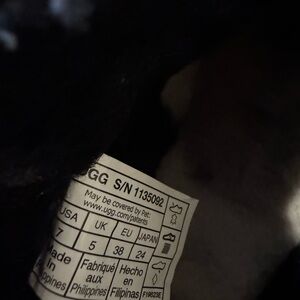 UGG S/N 1135092
May be covered by Pat:
www.ugg.com/patents
USA UK EU JAPAN
7 5 38 24
Made in Philippines
Fabriqué aux Philippines
Hecho en Filipinas